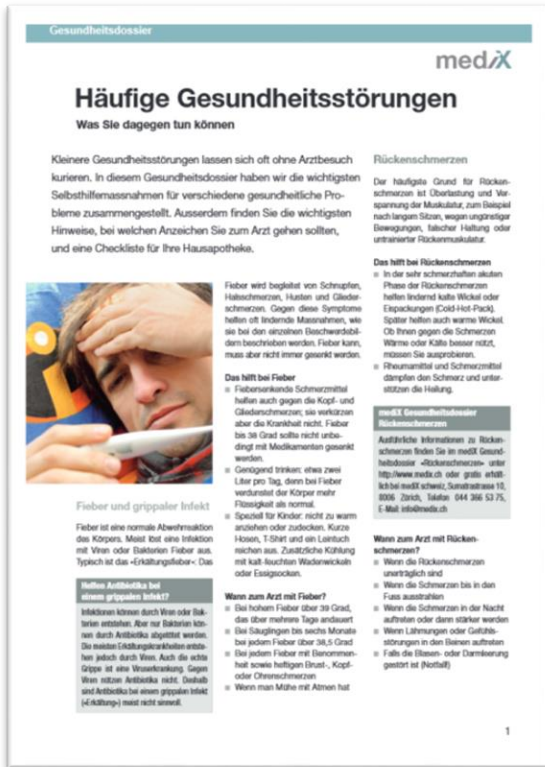 Gesundheitsdossier
mediX
Häufige Gesundheitsstörungen
Was Sie dagegen tun können
Kleinere Gesundheitsstörungen lassen sich oft ohne Arztbesuch
kurieren. In diesem Gesundheitsdossier haben wir die wichtigsten
Selbsthilfemassnahmen für verschiedene gesundheitliche Pro-
bleme zusammengestellt. Ausserdem finden Sie die wichtigsten
Hinweise, bei welchen Anzeichen Sie zum Arzt gehen sollten,
und eine Checkliste für Ihre Hausapotheke.
Fieber und grippaler Infekt
Fieber ist eine normale Abwehrreaktion
des Körpers. Meist löst eine Infektion
mit Viren oder Bakterien Fieber aus.
Typisch ist das «Erkältungsfieber»: Das
Helfen Antibiotika bei
einem grippalen Infekt?
Infektionen können durch Viren oder Bak-
terien entstehen. Aber nur Bakterien kön-
nen durch Antibiotika abgetötet werden.
Die meisten Erkältungskrankheiten entste-
hen jedoch durch Viren. Auch die echte
Grippe ist eine Viruserkrankung. Gegen
Viren nützen Antibiotika nicht. Deshalb
sind Antibiotika bei einem grippalen Infekt
(«Erkältung») meist nicht sinnvoll.
Fieber wird begleitet von Schnupfen,
Halsschmerzen, Husten und Glieder-
schmerzen. Gegen diese Symptome
helfen oft lindernde Massnahmen, wie
sie bei den einzelnen Beschwerdebil-
dern beschrieben werden. Fieber kann,
muss aber nicht immer gesenkt werden.
Das hilft bei Fieber
■ Fiebersenkende Schmerzmittel
helfen auch gegen die Kopf- und
Gliederschmerzen; sie verkürzen
aber die Krankheit nicht. Fieber
bis 38 Grad sollte nicht unbe-
dingt mit Medikamenten gesenkt
werden.
■ Genügend trinken: etwa zwei
Liter pro Tag, denn bei Fieber
verdunstet der Körper mehr
Flüssigkeit als normal.
■ Speziell für Kinder: nicht zu warm
anziehen oder zudecken. Kurze
Hosen, T-Shirt und ein Leintuch
reichen aus. Zusätzliche Kühlung
mit kalt-feuchten Wadenwickeln
oder Essigsocken.
Wann zum Arzt mit Fieber?
■ Bei hohem Fieber über 39 Grad,
das über mehrere Tage andauert
■ Bei Säuglingen bis sechs Monate
bei jedem Fieber über 38,5 Grad
■ Bei jedem Fieber mit Benommen-
heit sowie heftigen Brust-, Kopf-
oder Ohrenschmerzen
■ Wenn man Mühe mit Atmen hat
Rückenschmerzen
Der häufigste Grund für Rücken-
schmerzen ist Überlastung und Ver-
spannung der Muskulatur, zum Beispiel
nach langem Sitzen, wegen ungünstiger
Bewegungen, falscher Haltung oder
untrainierter Rückenmuskulatur.
Das hilft bei Rückenschmerzen
■ In der sehr schmerzhaften akuten
Phase der Rückenschmerzen
helfen lindernd kalte Wickel oder
Eispackungen (Cold-Hot-Pack).
Später helfen auch warme Wickel.
Ob Ihnen gegen die Schmerzen
Wärme oder Kälte besser nützt,
müssen Sie ausprobieren.
■ Rheumamittel und Schmerzmittel
dämpfen den Schmerz und unter-
stützen die Heilung.
mediX Gesundheitsdossier
Rückenschmerzen
Ausführliche Informationen zu Rücken-
schmerzen finden Sie im mediX Gesund-
heitsdossier «Rückenschmerzen» unter
http://www.medix.ch oder gratis erhält-
lich bei mediX schweiz, Sumatrastrasse 10,
8006 Zürich, Telefon 044 366 53 75,
E-Mail: info@medix.ch
Wann zum Arzt mit Rücken-
schmerzen?
■ Wenn die Rückenschmerzen
unerträglich sind
■ Wenn die Schmerzen bis in den
Fuss ausstrahlen
■ Wenn die Schmerzen in der Nacht
auftreten oder dann stärker werden
■ Wenn Lähmungen oder Gefühls-
störungen in den Beinen auftreten
■ Falls die Blasen- oder Darmleerung
gestört ist (Notfall!)
1